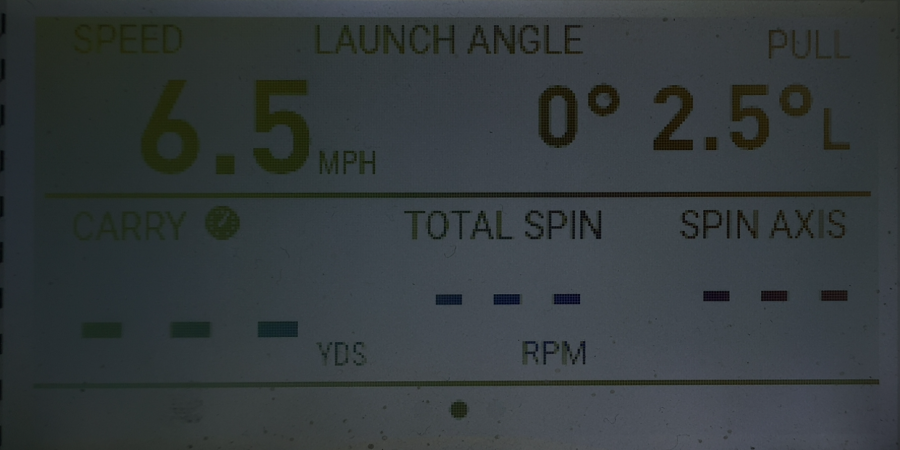 SPEED LAUNCH ANGLE PULL
6.5 MPH 0° 2.5° L
CARRY TOTAL SPIN SPIN AXIS
--- --- ---
YDS RPM